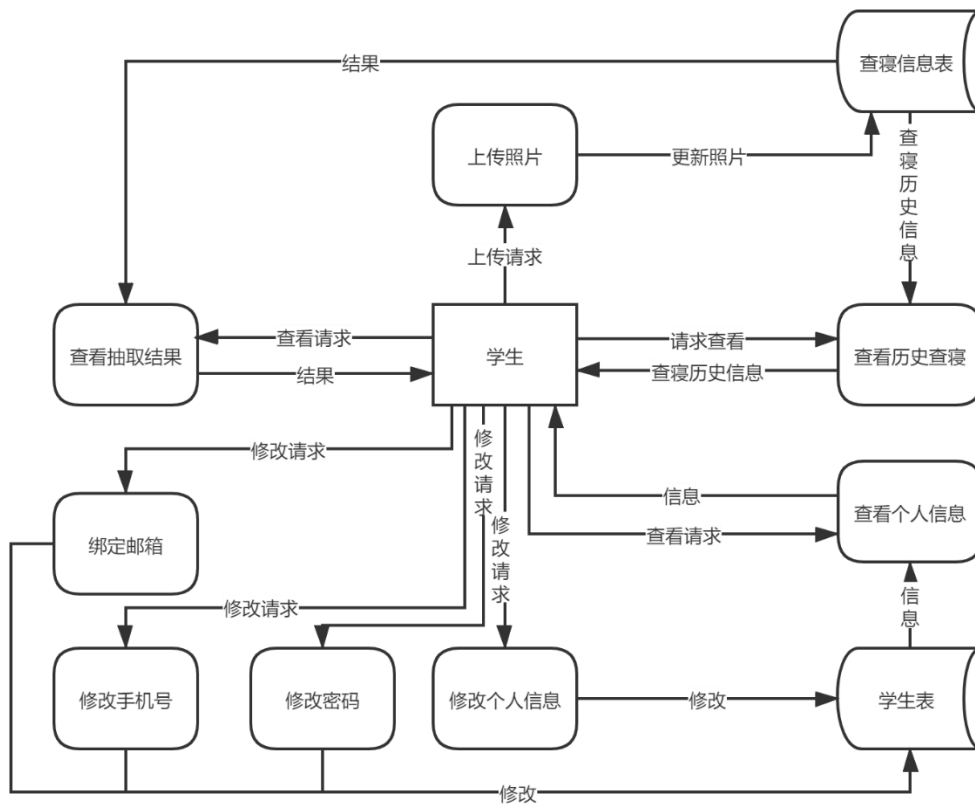 结果
查寝信息表
上传照片
更新照片
查寝历史信息
上传请求
查看抽取结果
查看请求
结果
学生
请求查看
查寝历史信息
查看历史查寝
修改请求
修改请求
修改请求
信息
查看个人信息
查看请求
绑定邮箱
修改请求
信息
修改手机号
修改密码
修改个人信息
修改
学生表
修改